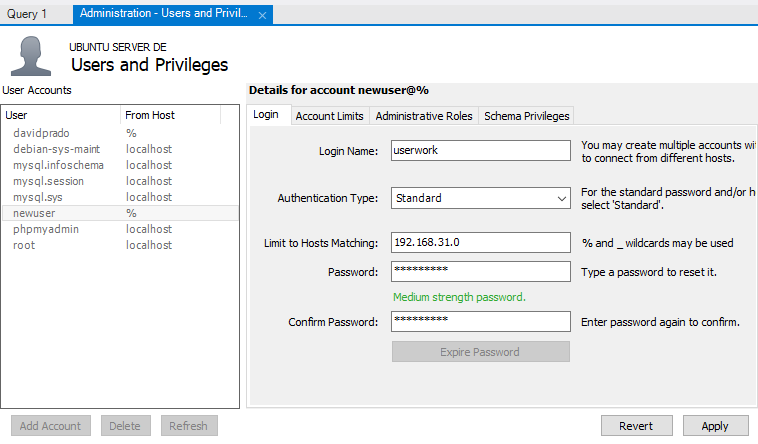 Query 1
Administration - Users and Privil...
UBUNTU SERVER DE
Users and Privileges
User Accounts
User From Host
davidprado %
debian-sys-maint localhost
mysql.infoschema localhost
mysql.session localhost
mysql.sys localhost
newuser %
phpmyadmin localhost
root localhost
Add Account
Delete
Refresh
Details for account newuser@%
Login
Account Limits
Administrative Roles
Schema Privileges
Login Name: userwork
You may create multiple accounts wi
to connect from different hosts.
Authentication Type: Standard
For the standard password and/or h
select 'Standard'.
Limit to Hosts Matching: 192.168.31.0
% and _ wildcards may be used
Password: *********
Type a password to reset it.
Medium strength password.
Confirm Password: *********
Enter password again to confirm.
Expire Password
Revert
Apply